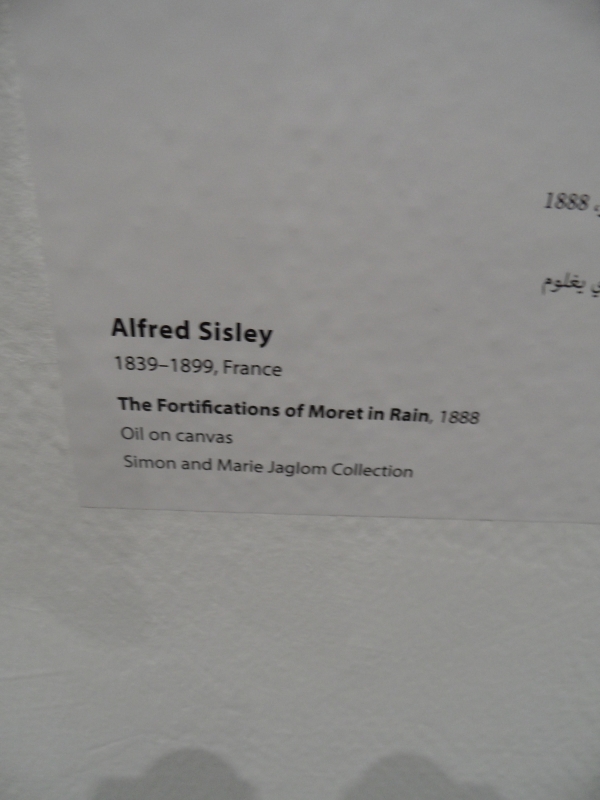 1888 ,
يغلوم
Alfred Sisley
1839–1899, France
The Fortifications of Moret in Rain, 1888
Oil on canvas
Simon and Marie Jaglom Collection